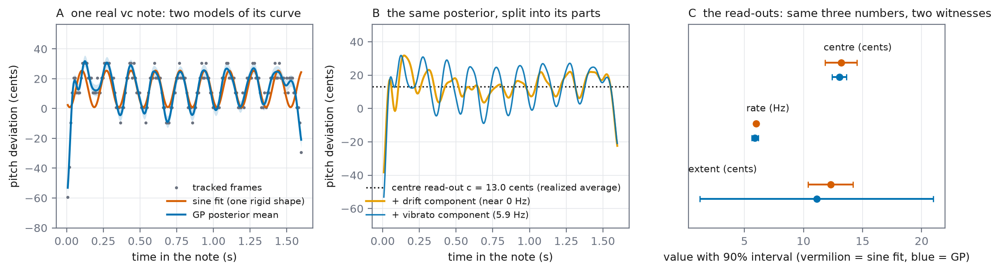 A  one real vc note: two models of its curve
pitch deviation (cents)
40
20
0
−20
−40
−60
−80
tracked frames
sine fit (one rigid shape)
GP posterior mean
0.00 0.25 0.50 0.75 1.00 1.25 1.50
time in the note (s)
B  the same posterior, split into its parts
pitch deviation (cents)
40
20
0
−20
−40
−60
centre read-out c = 13.0 cents (realized average)
+ drift component (near 0 Hz)
+ vibrato component (5.9 Hz)
0.00 0.25 0.50 0.75 1.00 1.25 1.50
time in the note (s)
C  the read-outs: same three numbers, two witnesses
centre (cents)
rate (Hz)
extent (cents)
5 10 15 20
value with 90% interval (vermilion = sine fit, blue = GP)